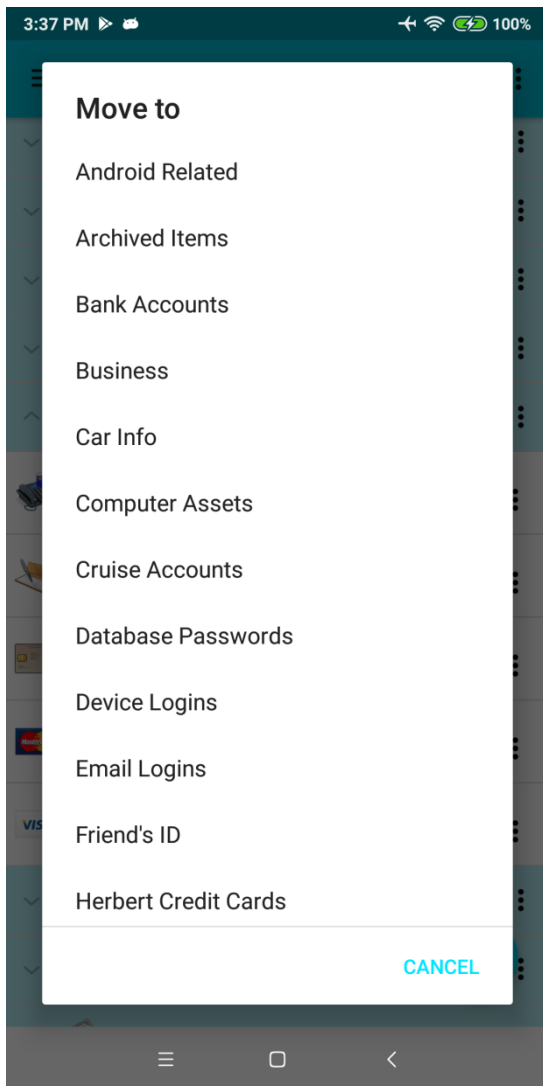 3:37 PM
100%
Move to
Android Related
Archived Items
Bank Accounts
Business
Car Info
Computer Assets
Cruise Accounts
Database Passwords
Device Logins
Email Logins
Friend's ID
VIS
Herbert Credit Cards
CANCEL